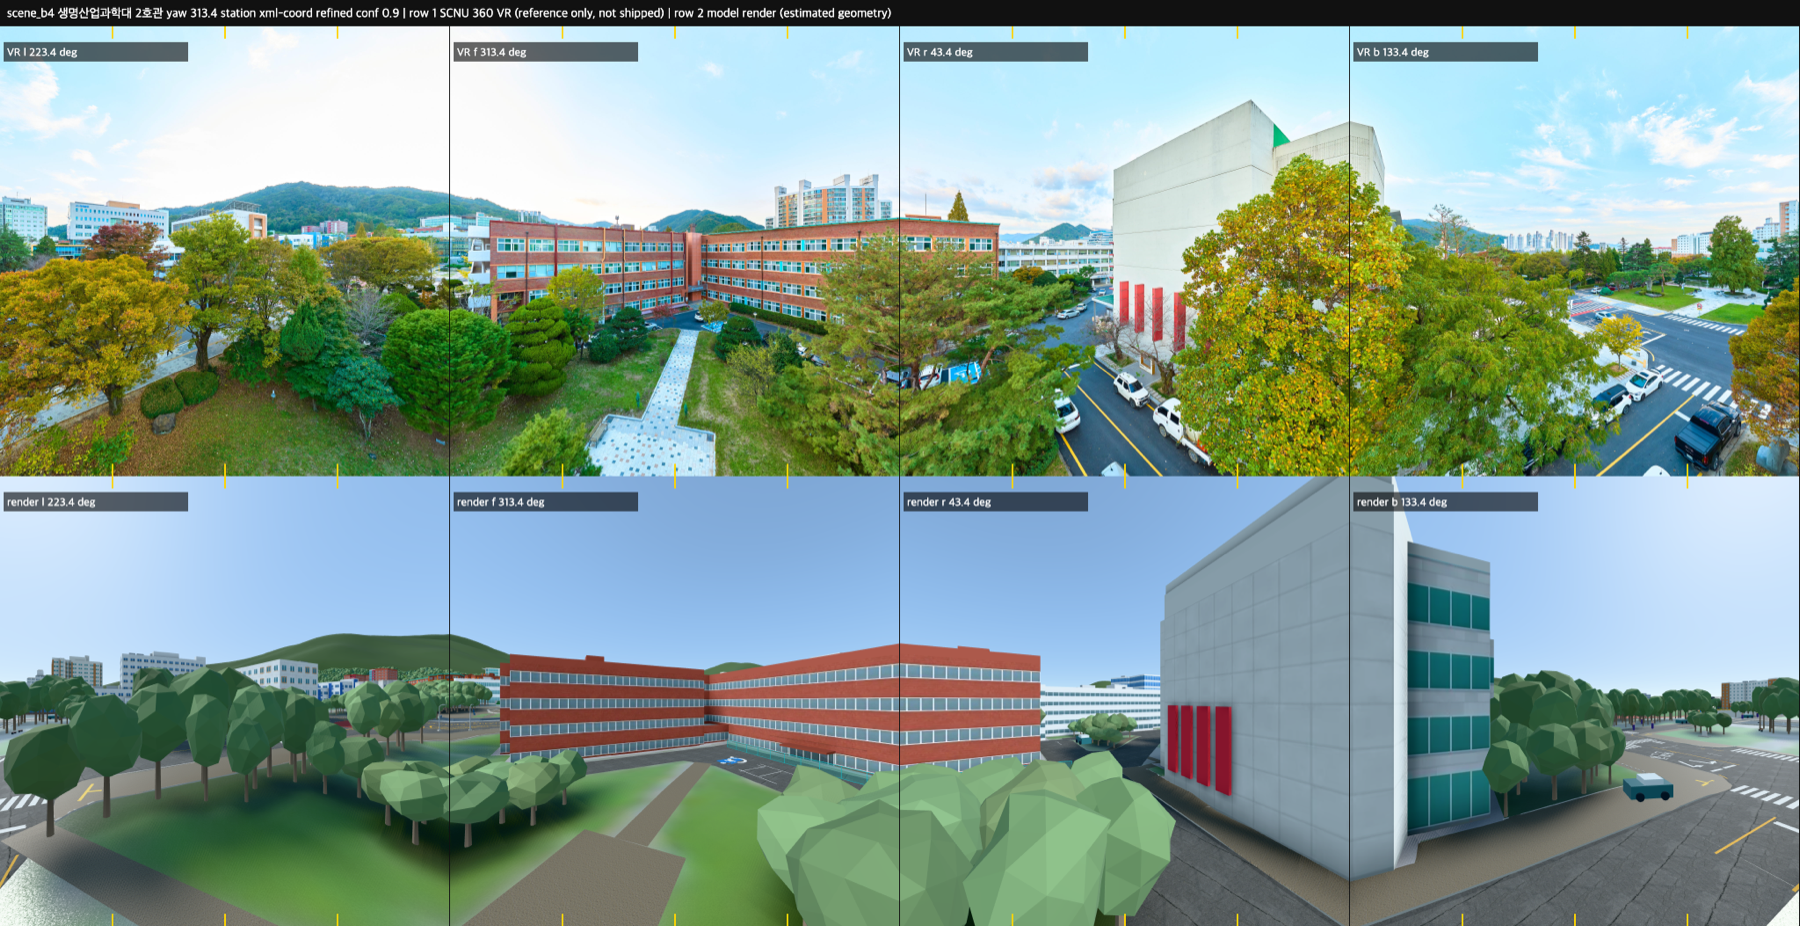 scene_b4 생명산업과학대 2호관 yaw 313.4 station xml-coord refined conf 0.9 | row 1 SCNU 360 VR (reference only, not shipped) | row 2 model render (estimated geometry)
VR l 223.4 deg
VR f 313.4 deg
VR r 43.4 deg
VR b 133.4 deg
render l 223.4 deg
render f 313.4 deg
render r 43.4 deg
render b 133.4 deg